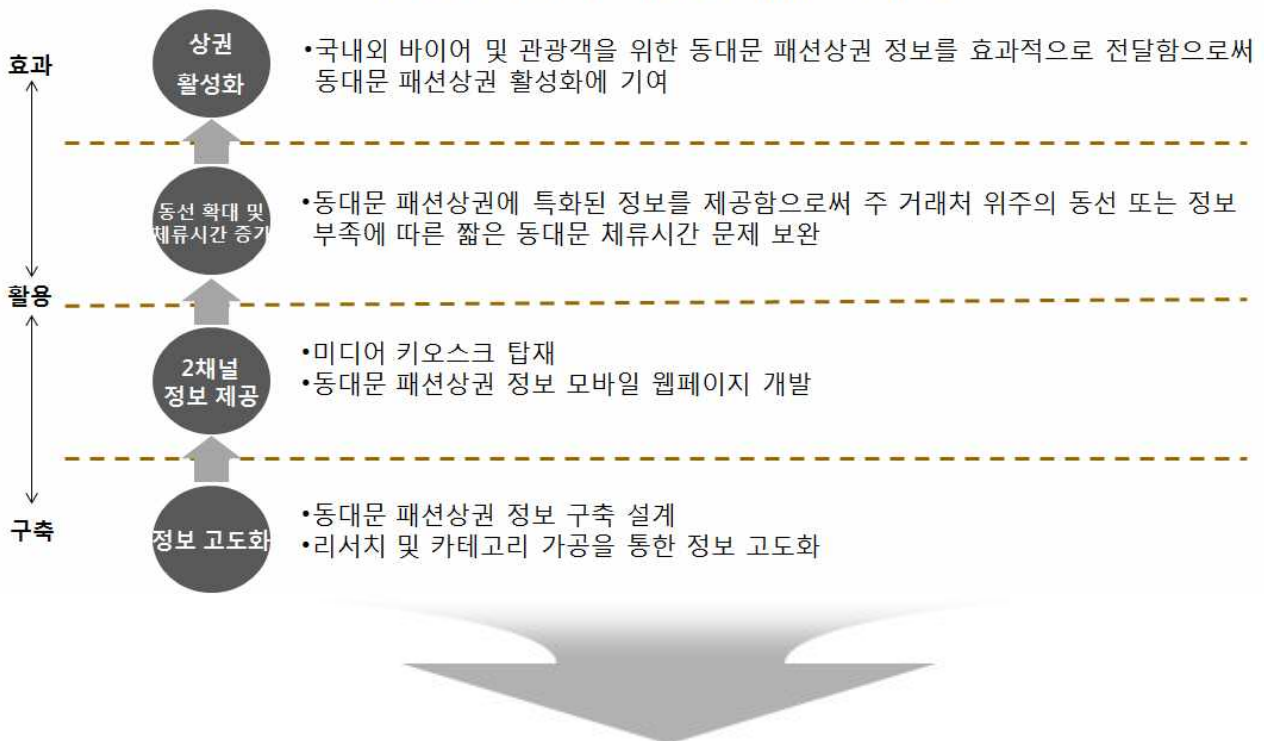 효과
상권
활성화
•국내외 바이어 및 관광객을 위한 동대문 패션상권 정보를 효과적으로 전달함으로써
동대문 패션상권 활성화에 기여
동선 확대 및
체류시간 증가
•동대문 패션상권에 특화된 정보를 제공함으로써 주 거래처 위주의 동선 또는 정보
부족에 따른 짧은 동대문 체류시간 문제 보완
활용
2채널
정보 제공
•미디어 키오스크 탑재
•동대문 패션상권 정보 모바일 웹페이지 개발
구축
정보 고도화
•동대문 패션상권 정보 구축 설계
•리서치 및 카테고리 가공을 통한 정보 고도화